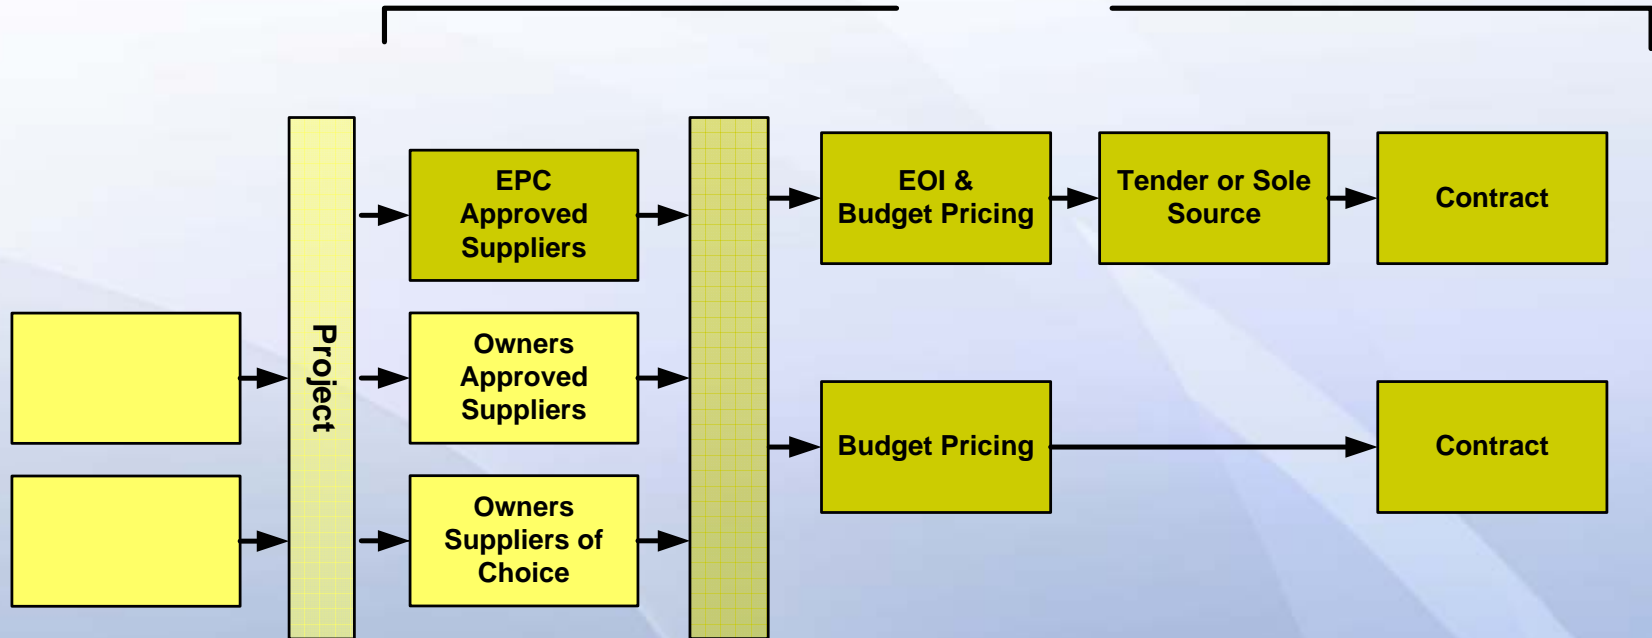 Project
EPC
Approved
Suppliers
Owners
Approved
Suppliers
Owners
Suppliers of
Choice
EOI &
Budget Pricing
Tender or Sole
Source
Contract
Budget Pricing
Contract